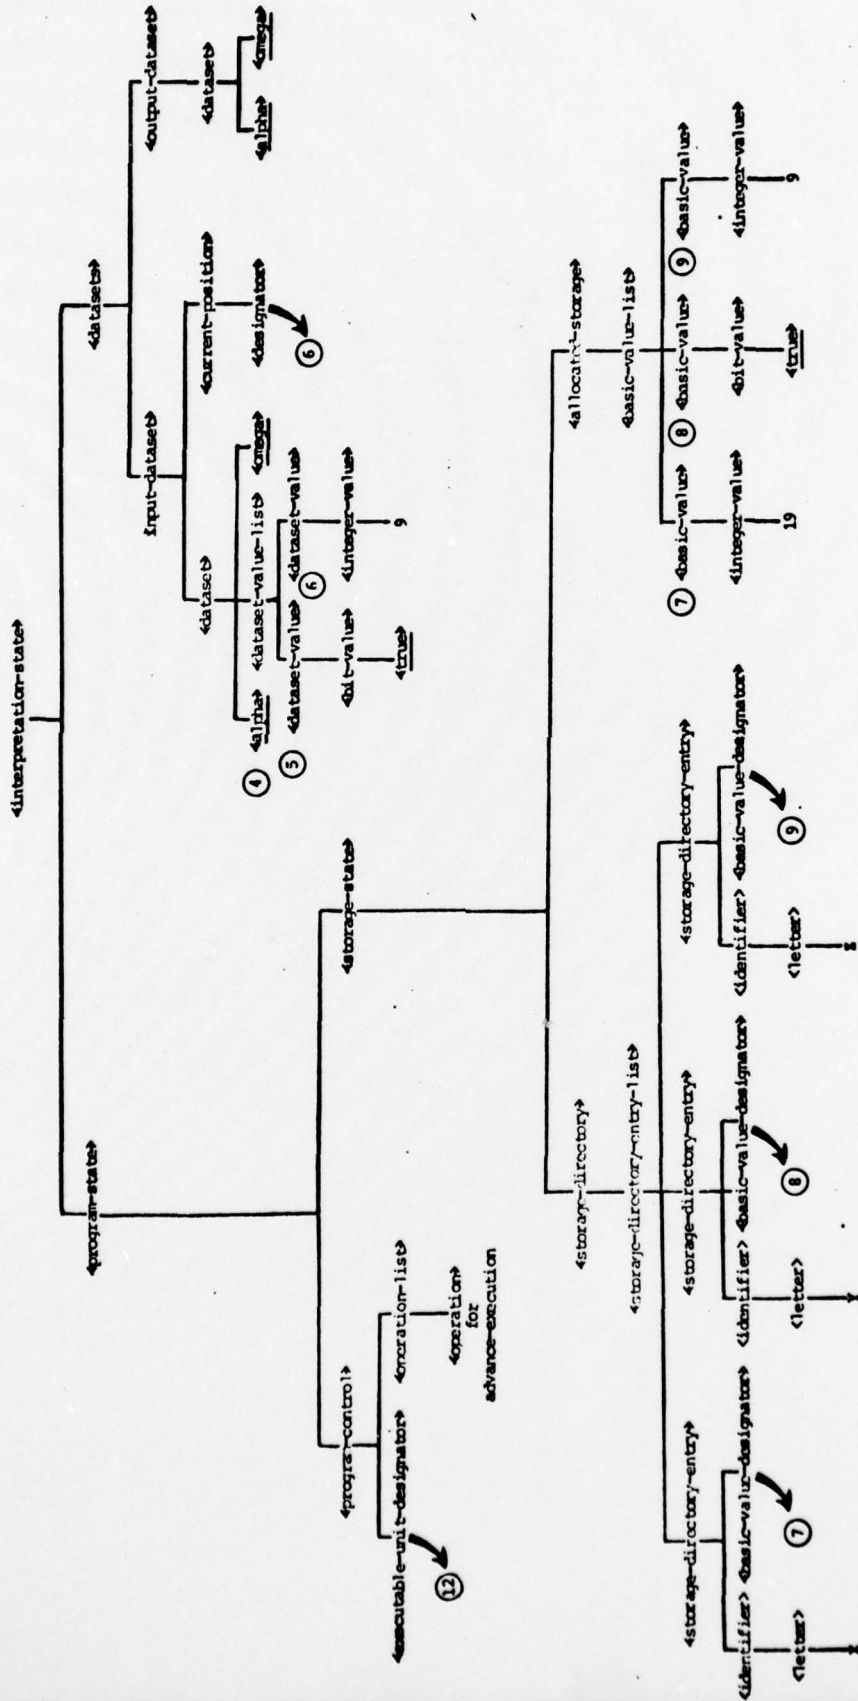 <interpretation-state>
<program-state> <datasets>
Input-dataset> <output-dataset>
<dataset> <current-position> <dataset>
4 <alpha> <dataset-value-list> <omega> <designator> <alpha> <omega>
5 <dataset-value> 6 <dataset-value> 6
<program-control> <storage-state> <bit-value> <integer-value>
<executable-unit-designator> <operation-list> <true> 9
12 <operation>
for
advance-execution
<storage-directory> <allocated-storage>
<storage-directory-entry-list> <basic-value-list>
<storage-directory-entry> <storage-directory-entry> <storage-directory-entry> 7 <basic-value> 8 <basic-value> 9 <basic-value>
<identifier> <basic-value-designator> <identifier> <basic-value-designator> <identifier> <basic-value-designator> <integer-value> <bit-value> <integer-value>
<letter> 7 <letter> 8 <letter> 9 19 <true> 9
X Y